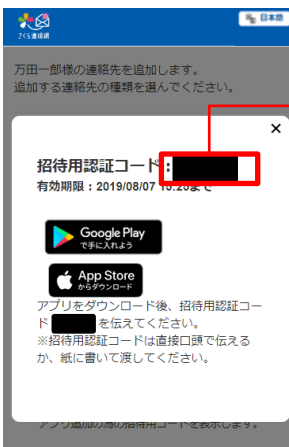 さくら連絡網
日本語
万田一郎様の連絡先を追加します。
追加する連絡先の種類を選んでください。
×
招待用認証コード：
有効期限：2019/08/07 まで
Google Play
で手に入れよう
App Store
からダウンロード
アプリをダウンロード後、招待用認証コー
ド を伝えてください。
※招待用認証コードは直接口頭で伝える
か、紙に書いて渡してください。
アプリ追加の為の招待用コードを表示します。